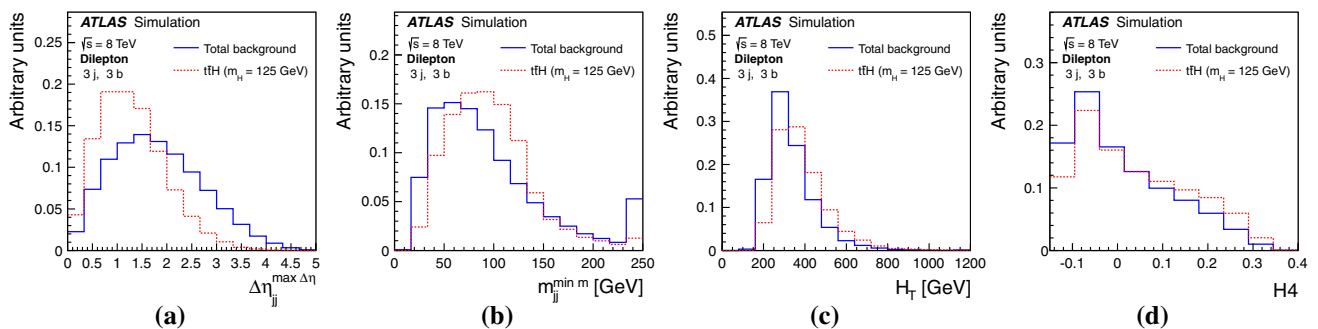 ATLAS Simulation
√s = 8 TeV
Dilepton
3 j, 3 b
Total background
tt̄H (m_H = 125 GeV)
Arbitrary units
0.25
0.2
0.15
0.1
0.05
0
0 0.5 1 1.5 2 2.5 3 3.5 4 4.5 5
Δη_jj^max Δη
(a)
ATLAS Simulation
√s = 8 TeV
Dilepton
3 j, 3 b
Total background
tt̄H (m_H = 125 GeV)
Arbitrary units
0.2
0.15
0.1
0.05
0
0 50 100 150 200 250
m_jj^min m [GeV]
(b)
ATLAS Simulation
√s = 8 TeV
Dilepton
3 j, 3 b
Total background
tt̄H (m_H = 125 GeV)
Arbitrary units
0.5
0.4
0.3
0.2
0.1
0
0 200 400 600 800 1000 1200
H_T [GeV]
(c)
ATLAS Simulation
√s = 8 TeV
Dilepton
3 j, 3 b
Total background
tt̄H (m_H = 125 GeV)
Arbitrary units
0.3
0.2
0.1
0
-0.1 0 0.1 0.2 0.3 0.4
H4
(d)